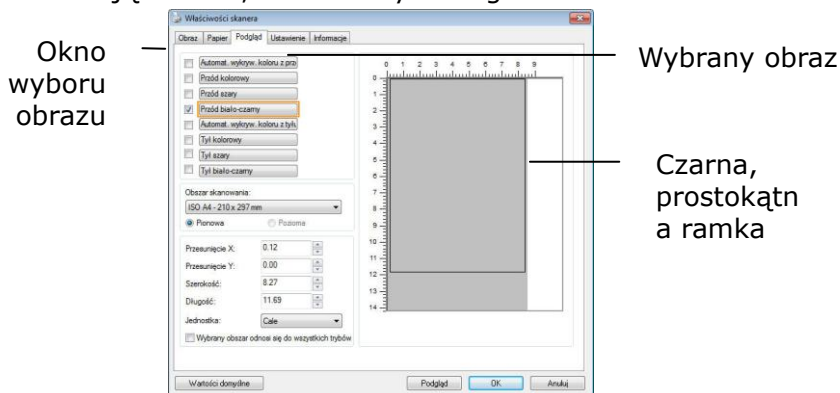 Właściwości skanera
Obraz Papier Podgląd Ustawienie Informacje
Okno
wyboru
obrazu
Automat. wykryw. koloru z prz
Przód kolorowy
Przód szary
Przód biało-czarny
Automat. wykryw. koloru z tyłu
Tył kolorowy
Tył szary
Tył biało-czarny
Obszar skanowania:
ISO A4 - 210 x 297 mm
Pionowa Pozioma
Przesunięcie X: 0.12
Przesunięcie Y: 0.00
Szerokość: 8.27
Długość: 11.69
Jednostka: Cale
Wybrany obszar odnosi się do wszystkich trybów
0 1 2 3 4 5 6 7 8 9
0
1
2
3
4
5
6
7
8
9
10
11
12
13
14
Wybrany obraz
Czarna,
prostokątn
a ramka
Wartości domyślne Podgląd OK Anuluj